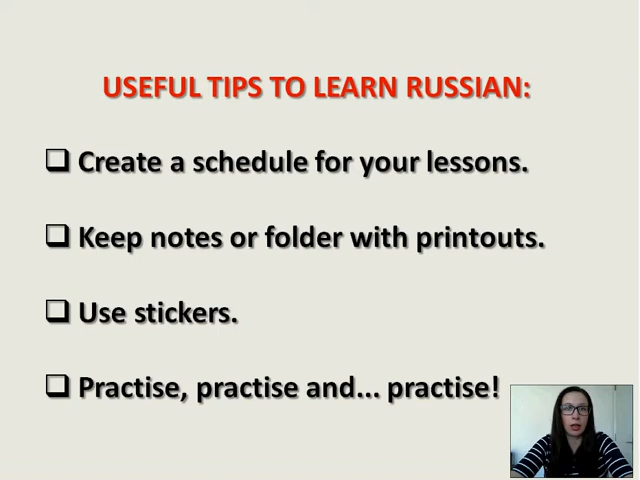 USEFUL TIPS TO LEARN RUSSIAN:
Create a schedule for your lessons.
Keep notes or folder with printouts.
Use stickers.
Practise, practise and... practise!